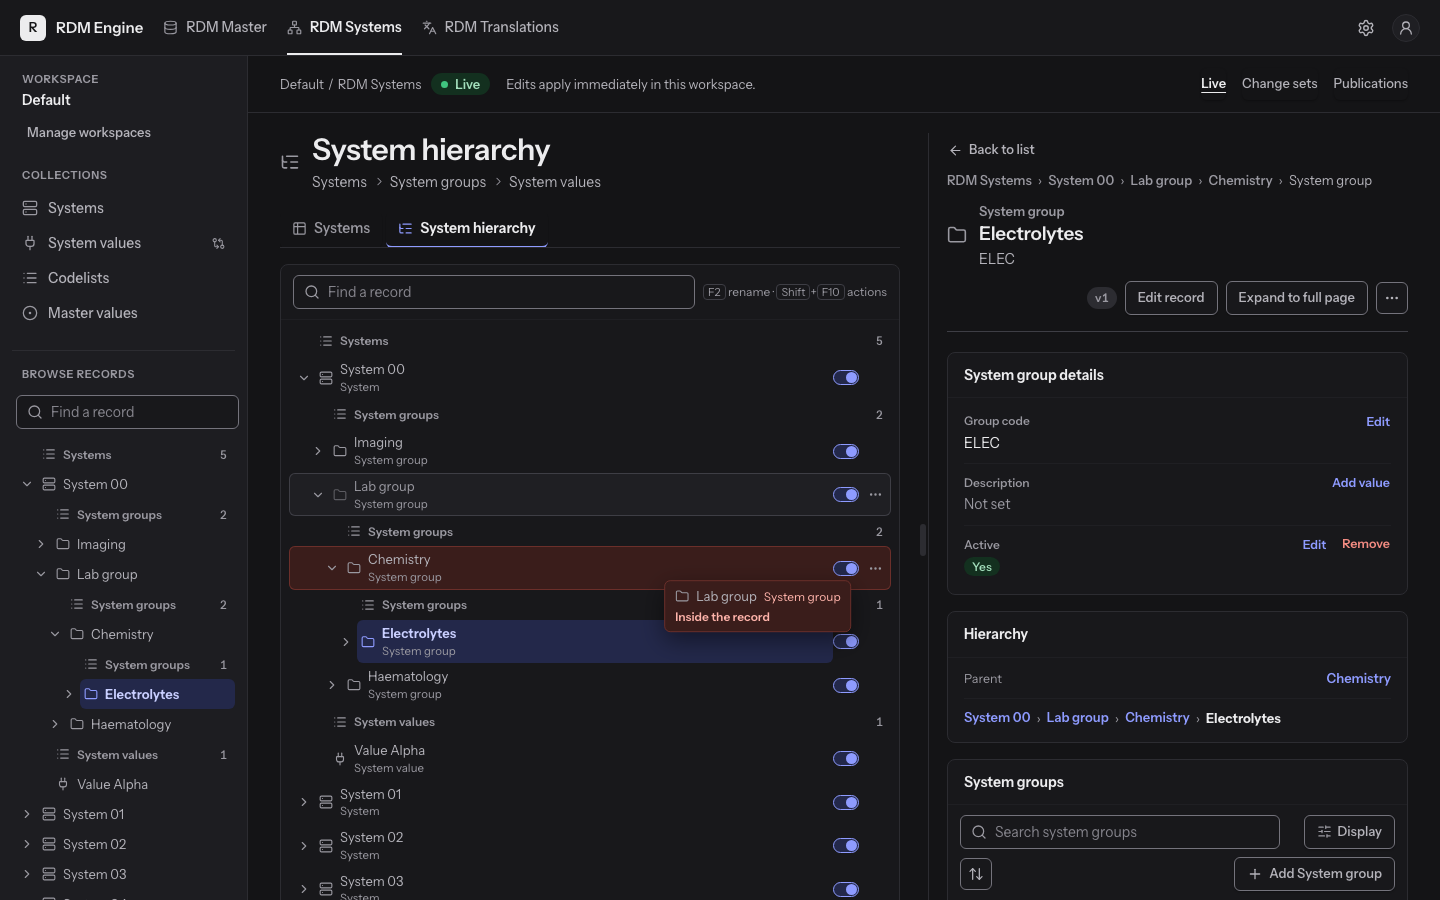 R RDM Engine RDM Master RDM Systems RDM Translations
WORKSPACE
Default
Manage workspaces
COLLECTIONS
Systems
System values
Codelists
Master values
BROWSE RECORDS
Find a record
Systems 5
System 00
System groups 2
Imaging
Lab group
System groups 2
Chemistry
System groups 1
Electrolytes
Haematology
System values 1
Value Alpha
System 01
System 02
System 03
Default / RDM Systems Live Edits apply immediately in this workspace.
Live Change sets Publications
System hierarchy
Systems › System groups › System values
Systems System hierarchy
Find a record F2 rename · Shift + F10 actions
Systems 5
System 00
System
System groups 2
Imaging
System group
Lab group
System group
System groups 2
Chemistry
System group
System groups 1
Lab group System group
Inside the record
Electrolytes
System group
Haematology
System group
System values 1
Value Alpha
System value
System 01
System
System 02
System
System 03
System
Back to list
RDM Systems › System 00 › Lab group › Chemistry › System group
System group
Electrolytes
ELEC
v1 Edit record Expand to full page
System group details
Group code Edit
ELEC
Description Add value
Not set
Active Edit Remove
Yes
Hierarchy
Parent Chemistry
System 00 › Lab group › Chemistry › Electrolytes
System groups
Search system groups Display
Add System group